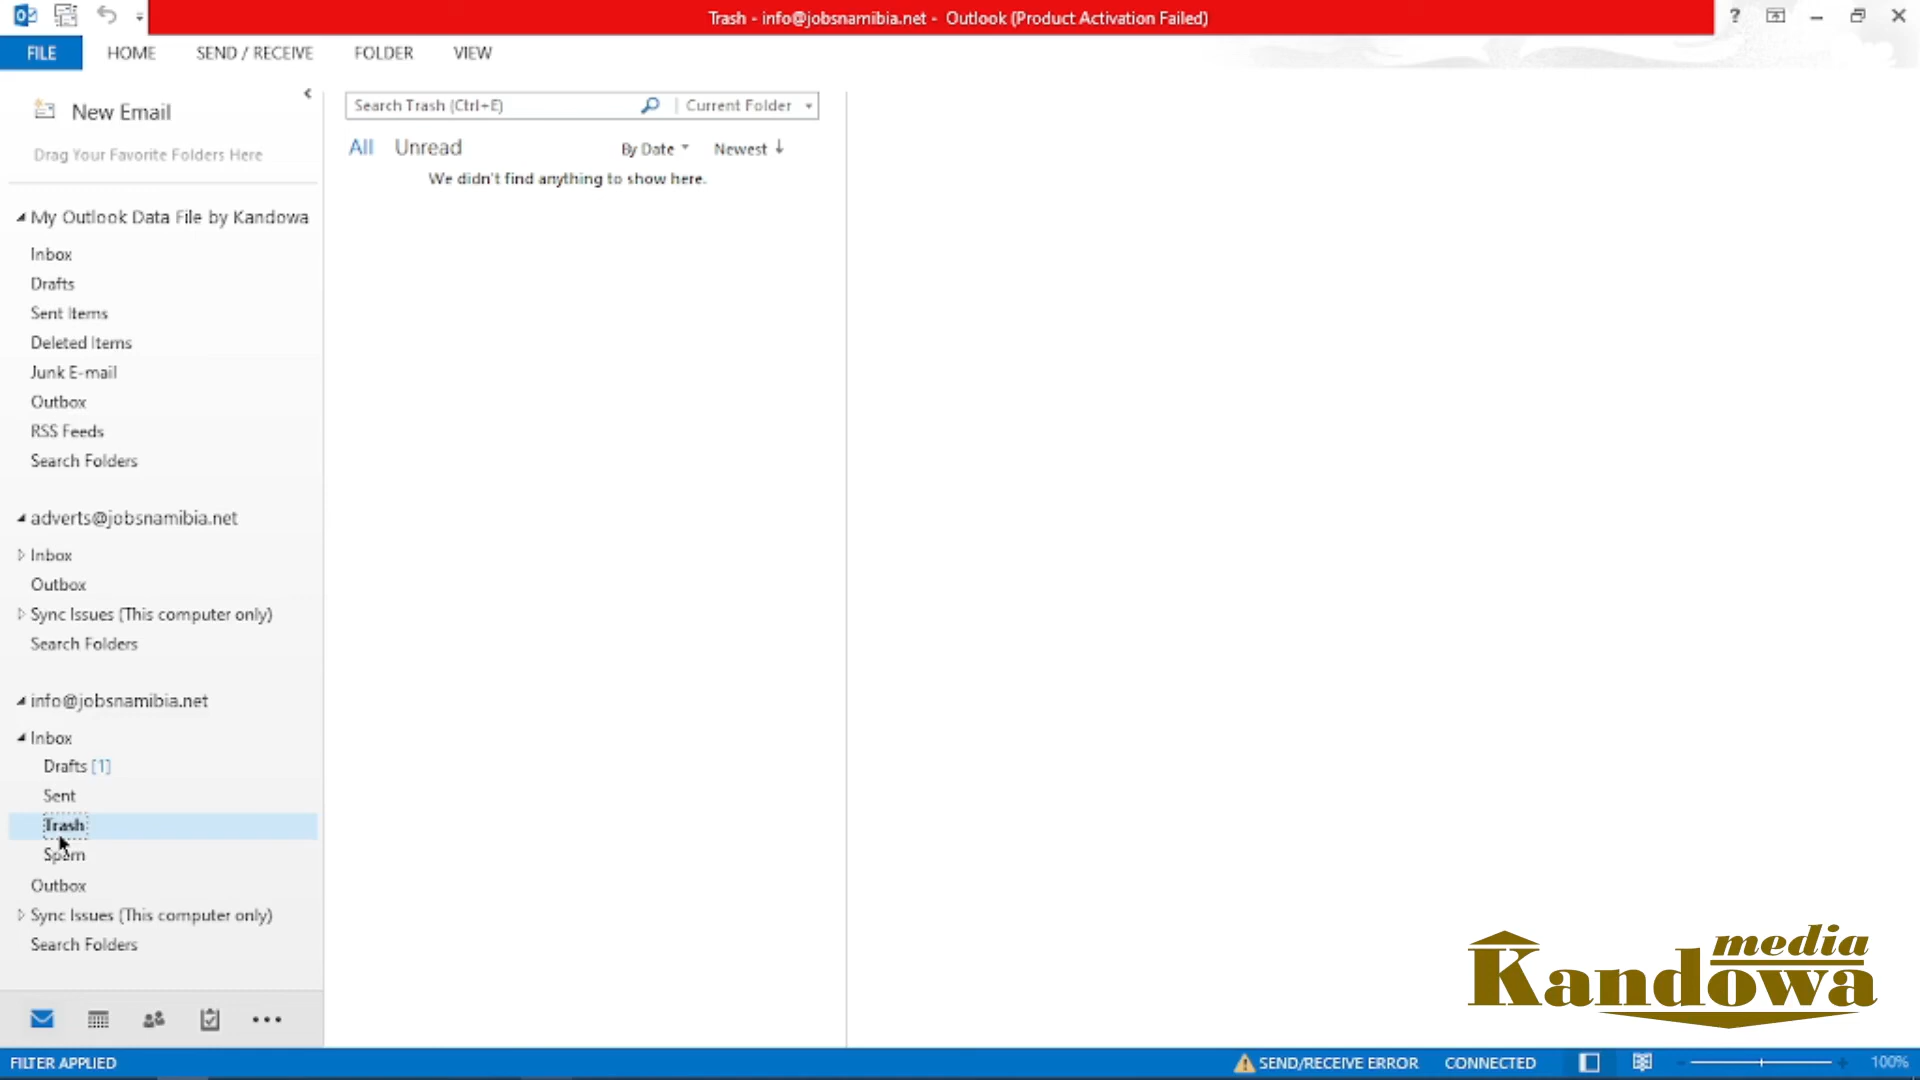 Trash - info@jobsnamibia.net - Outlook (Product Activation Failed)
?
FILE HOME SEND / RECEIVE FOLDER VIEW
New Email
Drag Your Favorite Folders Here
My Outlook Data File by Kandowa
Inbox
Drafts
Sent Items
Deleted Items
Junk E-mail
Outbox
RSS Feeds
Search Folders
adverts@jobsnamibia.net
Inbox
Outbox
Sync Issues (This computer only)
Search Folders
info@jobsnamibia.net
Inbox
Drafts [1]
Sent
Trash
Spam
Outbox
Sync Issues (This computer only)
Search Folders
Search Trash (Ctrl+E) Current Folder
All Unread By Date Newest
We didn't find anything to show here.
media
Kandowa
FILTER APPLIED SEND/RECEIVE ERROR CONNECTED 100%